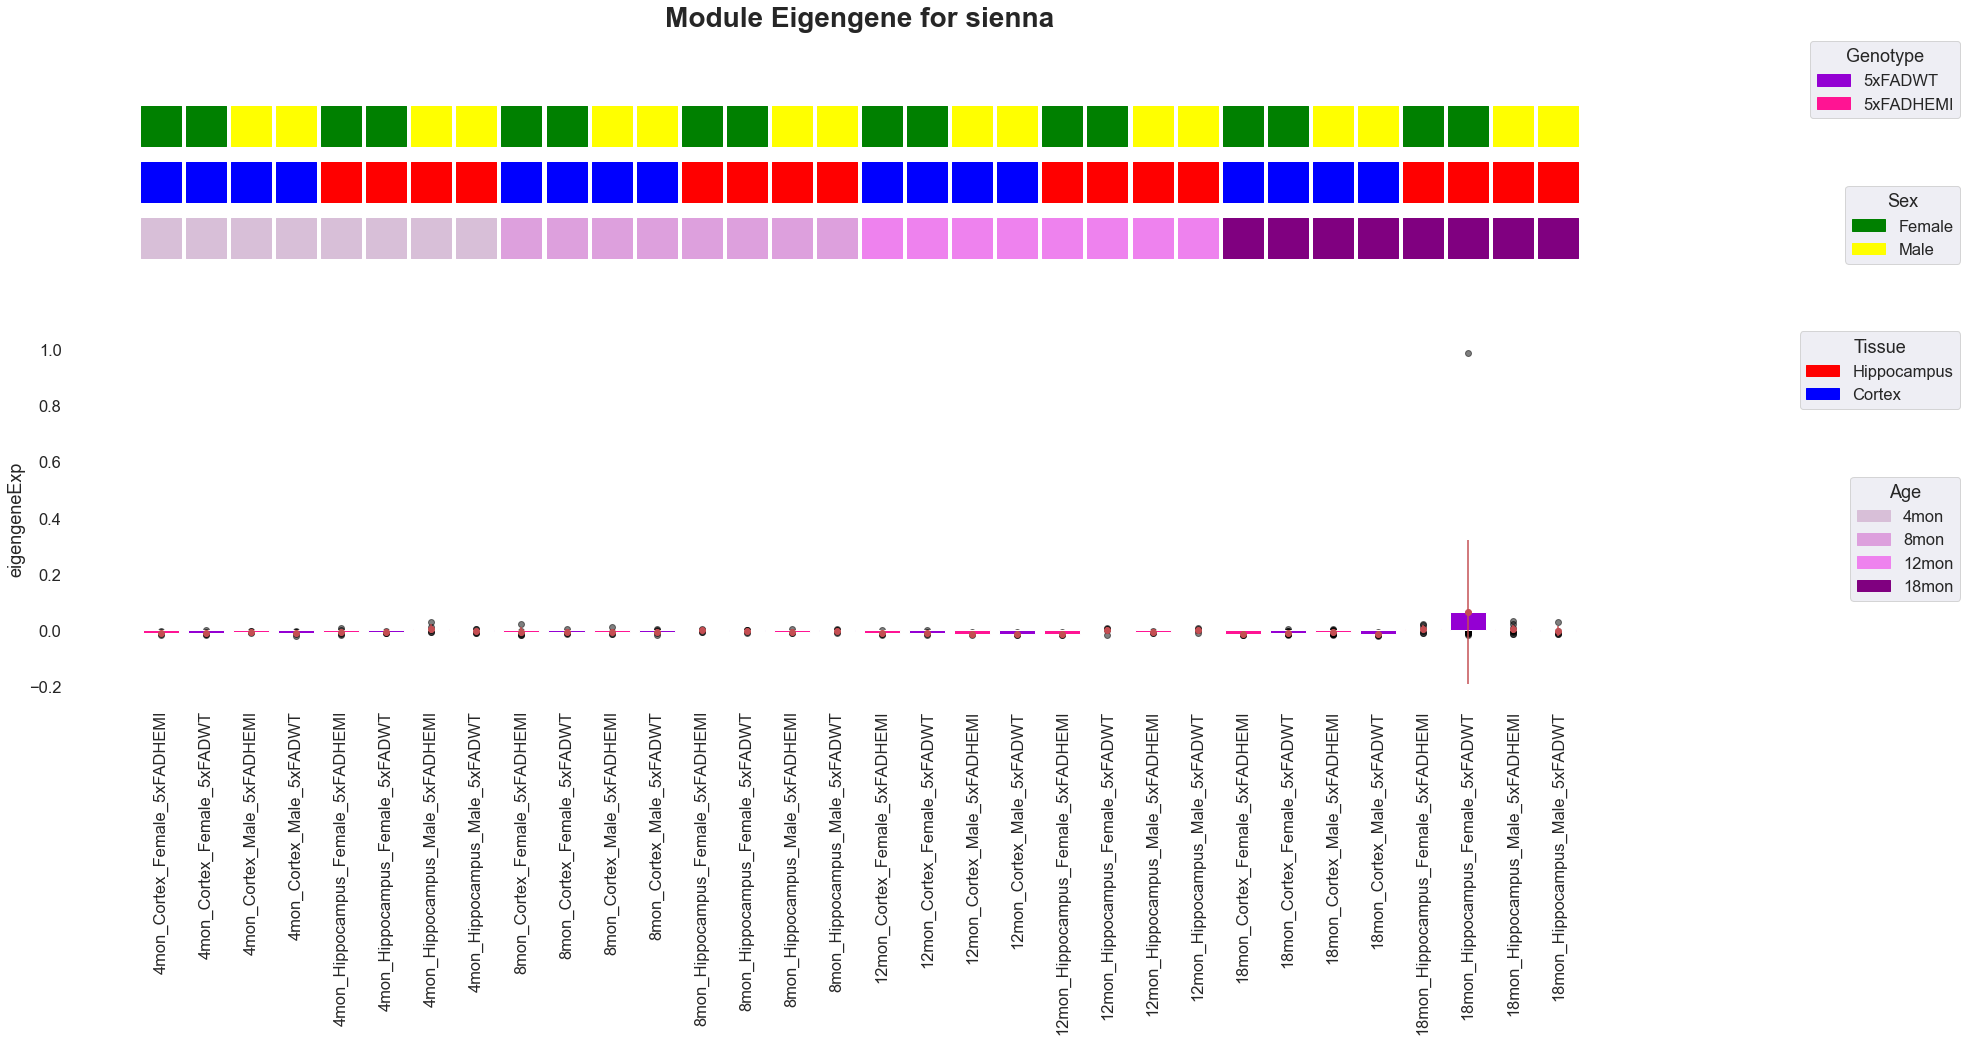 Module Eigengene for sienna
Genotype
5xFADWT
5xFADHEMI
Sex
Female
Male
Tissue
Hippocampus
Cortex
Age
4mon
8mon
12mon
18mon
eigengeneExp
1.0
0.8
0.6
0.4
0.2
0.0
−0.2
4mon_Cortex_Female_5xFADHEMI
4mon_Cortex_Female_5xFADWT
4mon_Cortex_Male_5xFADHEMI
4mon_Cortex_Male_5xFADWT
4mon_Hippocampus_Female_5xFADHEMI
4mon_Hippocampus_Female_5xFADWT
4mon_Hippocampus_Male_5xFADHEMI
4mon_Hippocampus_Male_5xFADWT
8mon_Cortex_Female_5xFADHEMI
8mon_Cortex_Female_5xFADWT
8mon_Cortex_Male_5xFADHEMI
8mon_Cortex_Male_5xFADWT
8mon_Hippocampus_Female_5xFADHEMI
8mon_Hippocampus_Female_5xFADWT
8mon_Hippocampus_Male_5xFADHEMI
8mon_Hippocampus_Male_5xFADWT
12mon_Cortex_Female_5xFADHEMI
12mon_Cortex_Female_5xFADWT
12mon_Cortex_Male_5xFADHEMI
12mon_Cortex_Male_5xFADWT
12mon_Hippocampus_Female_5xFADHEMI
12mon_Hippocampus_Female_5xFADWT
12mon_Hippocampus_Male_5xFADHEMI
12mon_Hippocampus_Male_5xFADWT
18mon_Cortex_Female_5xFADHEMI
18mon_Cortex_Female_5xFADWT
18mon_Cortex_Male_5xFADHEMI
18mon_Cortex_Male_5xFADWT
18mon_Hippocampus_Female_5xFADHEMI
18mon_Hippocampus_Female_5xFADWT
18mon_Hippocampus_Male_5xFADHEMI
18mon_Hippocampus_Male_5xFADWT